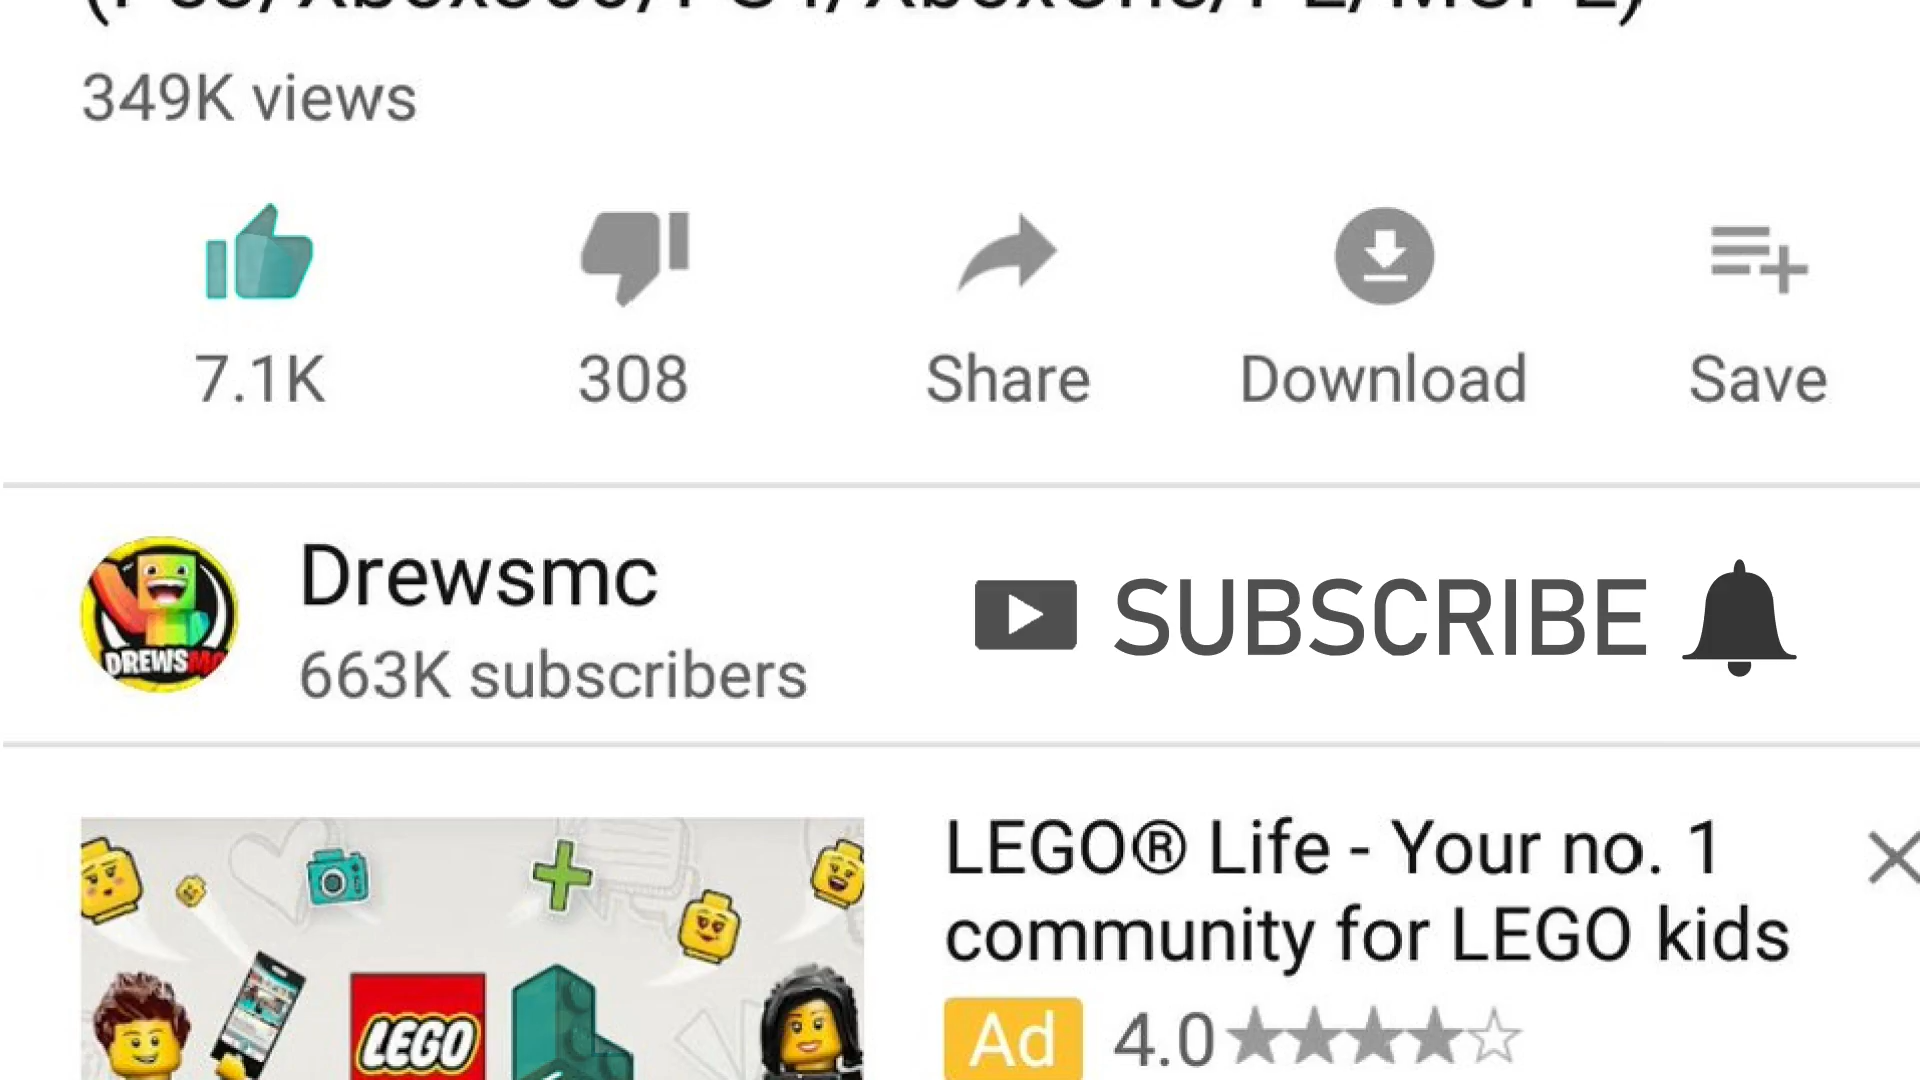 349K views
7.1K
308
Share
Download
Save
Drewsmc
SUBSCRIBE
663K subscribers
DREWSMC
LEGO® Life - Your no. 1
community for LEGO kids
Ad 4.0
LEGO